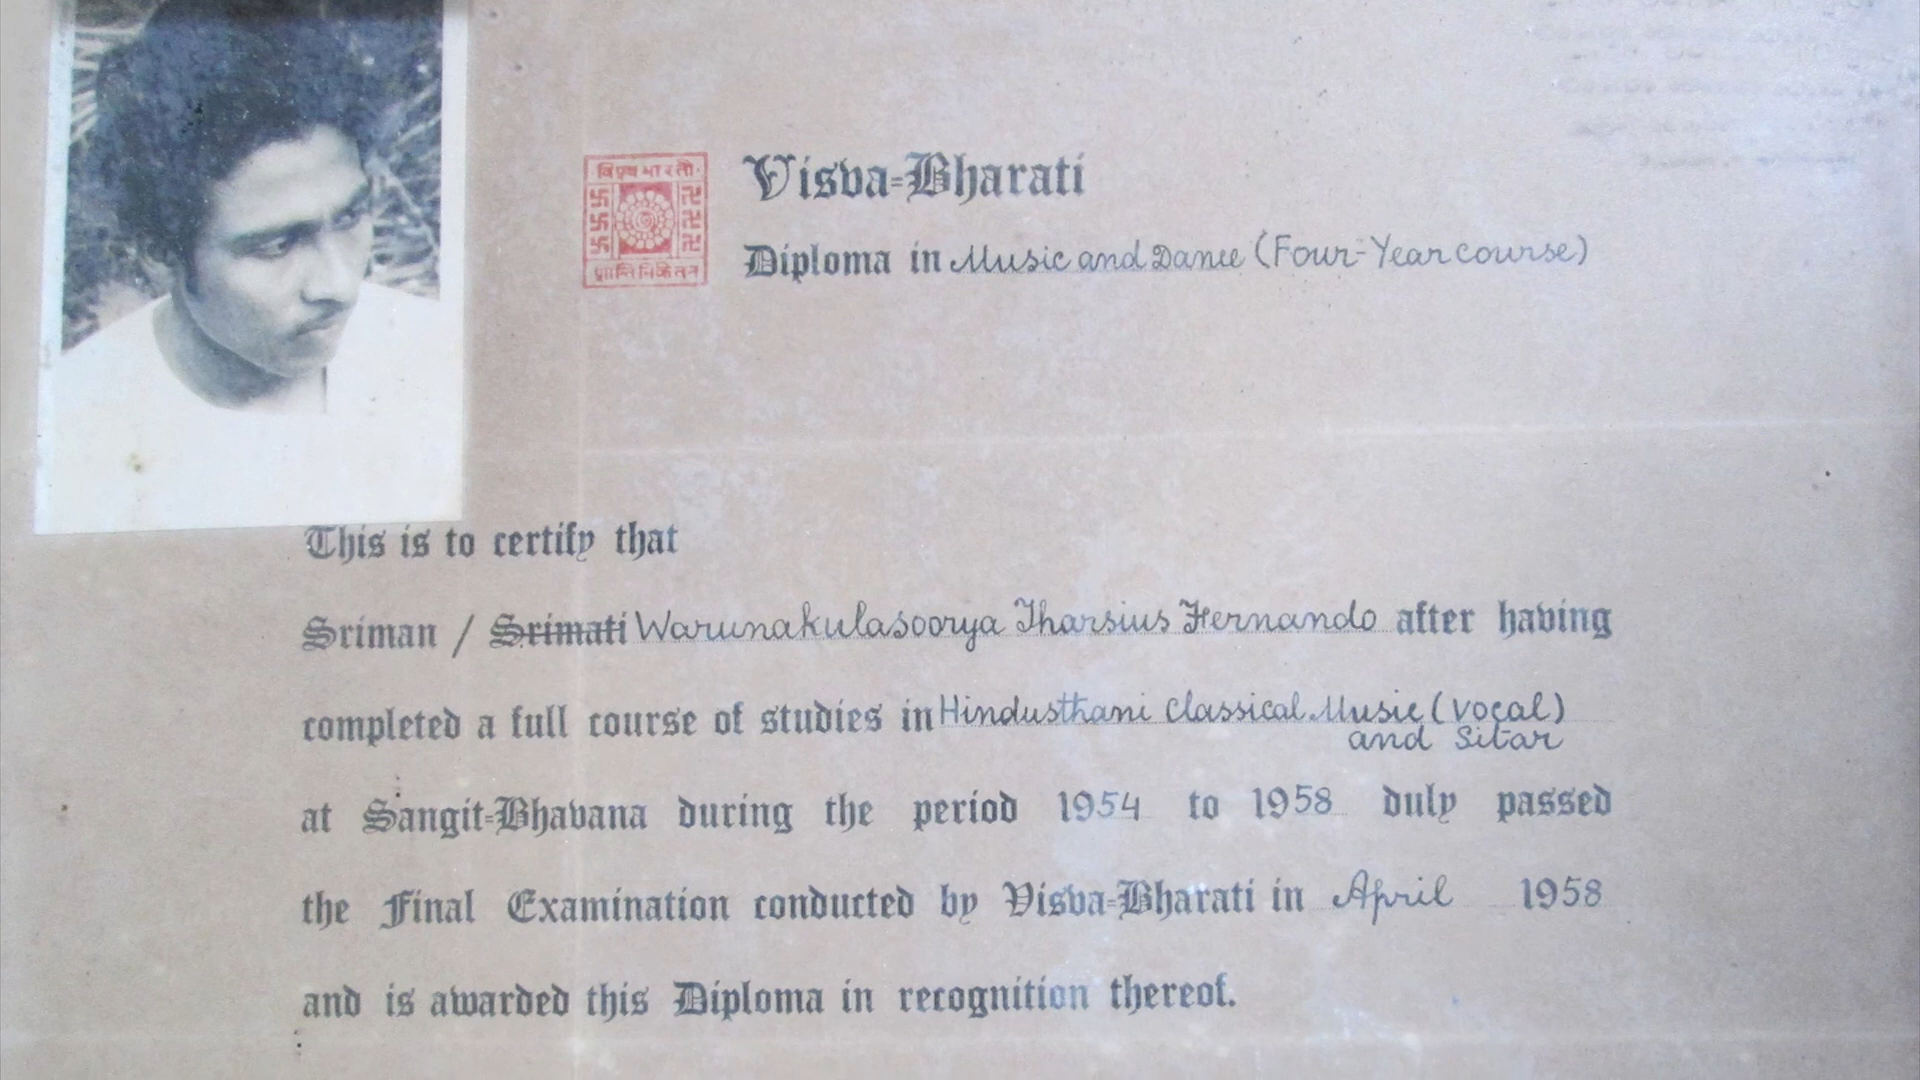 विश्व भारती
शान्तिनिकेतन
Visva-Bharati
Diploma in Music and Dance (Four-Year course)
This is to certify that
Sriman / Srimati Warunakulasoorya Tharsius Fernando after having
completed a full course of studies in Hindusthani Classical Music (vocal)
and Sitar
at Sangit-Bhavana during the period 1954 to 1958 duly passed
the Final Examination conducted by Visva-Bharati in April 1958
and is awarded this Diploma in recognition thereof.